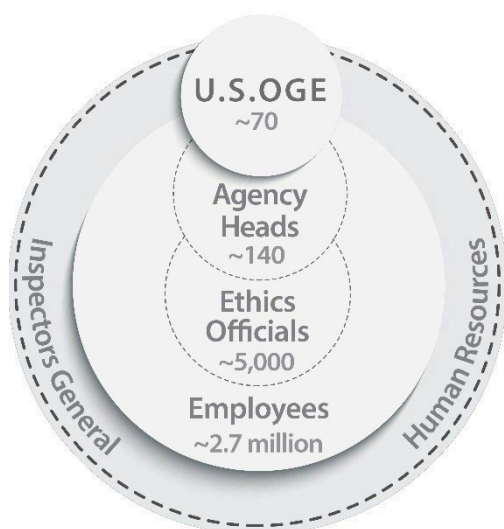 U.S.OGE
~70
Agency
Heads
~140
Ethics
Officials
~5,000
Employees
~2.7 million
Inspectors General
Human Resources